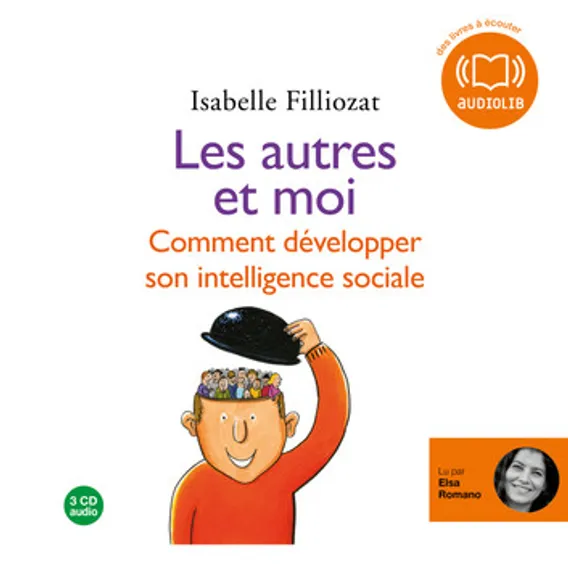 des livres à écouter
AUDIOLIB
Isabelle Filliozat
Les autres
et moi
Comment développer
son intelligence sociale
Lu par
Elsa
Romano
3 CD
audio